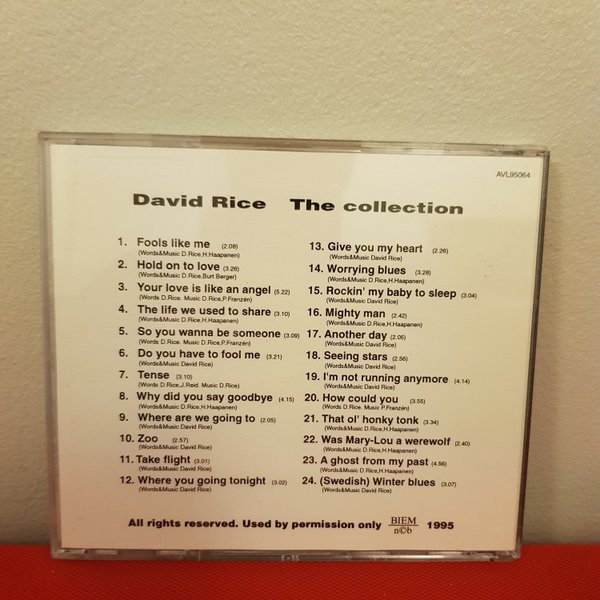 AVL95064
David Rice The collection
1. Fools like me (2.08)
(Words&Music D.Rice,H.Haapanen)
2. Hold on to love (3.26)
(Words&Music D.Rice,Burt Berger)
3. Your love is like an angel (5.22)
(Words D.Rice. Music D.Rice,P.Franzén)
4. The life we used to share (3.10)
(Words&Music D.Rice,H.Haapanen)
5. So you wanna be someone (3.09)
(Words D.Rice. Music D.Rice,P.Franzén)
6. Do you have to fool me (3.21)
(Words&Music David Rice)
7. Tense (3.10)
(Words D.Rice,J.Reid. Music D.Rice)
8. Why did you say goodbye (4.15)
(Words&Music D.Rice,H.Haapanen)
9. Where are we going to (2.05)
(Words&Music David Rice)
10. Zoo (2.57)
(Words&Music David Rice)
11. Take flight (3.01)
(Words&Music David Rice)
12. Where you going tonight (3.02)
(Words&Music David Rice)
13. Give you my heart (2.26)
(Words&Music David Rice)
14. Worrying blues (3.28)
(Words&Music D.Rice,H.Haapanen)
15. Rockin' my baby to sleep (3.04)
(Words&Music David Rice)
16. Mighty man (2.42)
(Words&Music D.Rice,H.Haapanen)
17. Another day (2.05)
(Words&Music David Rice)
18. Seeing stars (2.56)
(Words&Music David Rice)
19. I'm not running anymore (4.14)
(Words&Music David Rice)
20. How could you (3.55)
(Words D.Rice. Music P.Franzén)
21. That ol' honky tonk (3.34)
(Words&Music D.Rice,H.Haapanen)
22. Was Mary-Lou a werewolf (2.40)
(Words&Music D.Rice,H.Haapanen)
23. A ghost from my past (4.56)
(Words&Music D.Rice,H.Haapanen)
24. (Swedish) Winter blues (3.07)
(Words&Music David Rice)
All rights reserved. Used by permission only BIEM n©b 1995